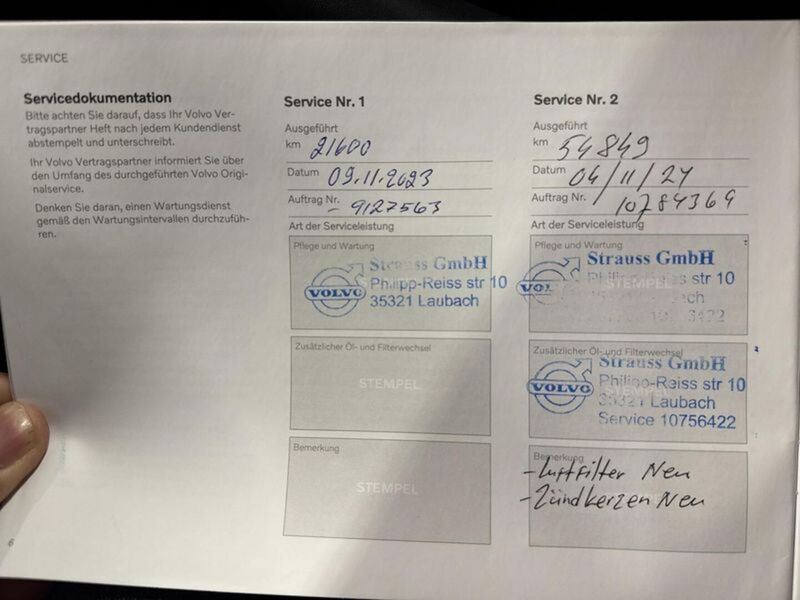 SERVICE
Servicedokumentation
Bitte achten Sie darauf, dass Ihr Volvo Ver-
tragspartner Heft nach jedem Kundendienst
abstempelt und unterschreibt.
Ihr Volvo Vertragspartner informiert Sie über
den Umfang des durchgeführten Volvo Origi-
nalservice.
Denken Sie daran, einen Wartungsdienst
gemäß den Wartungsintervallen durchzufüh-
ren.
Service Nr. 1
Ausgeführt
km 21600
Datum 09.11.2023
Auftrag Nr. - 9127563
Art der Serviceleistung
Pflege und Wartung
VOLVO
Strauss GmbH
Philipp-Reiss str 10
35321 Laubach
Zusätzlicher Öl- und Filterwechsel
STEMPEL
Bemerkung
STEMPEL
Service Nr. 2
Ausgeführt
km 54849
Datum 04/11/24
Auftrag Nr. 10784364
Art der Serviceleistung
Pflege und Wartung
STEMPEL
VOLVO
Strauss GmbH
str 10
Zusätzlicher Öl- und Filterwechsel
VOLVO
Strauss GmbH
Philipp-Reiss str 10
Laubach
Service 10756422
Bemerkung
- Luftfilter Neu
- Zündkerzen Neu
6